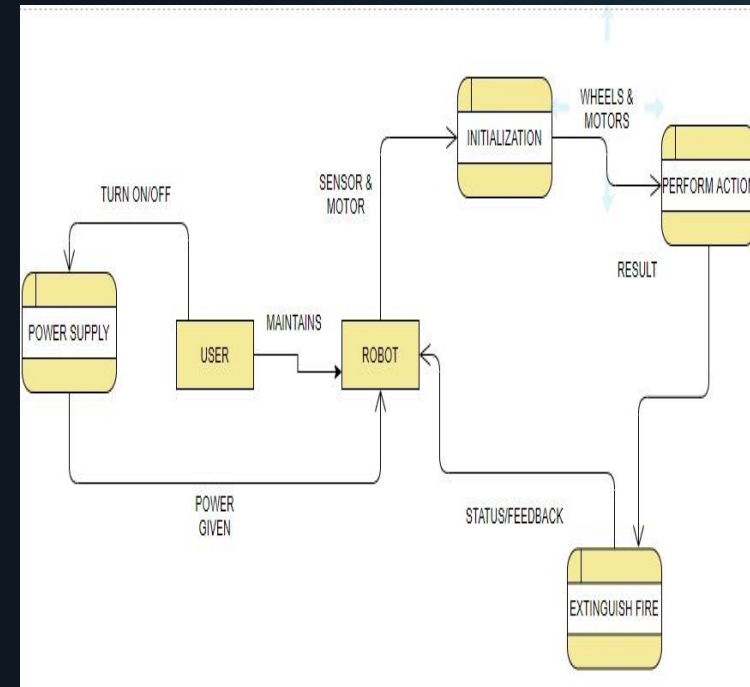 WHEELS &
MOTORS
INITIALIZATION
SENSOR &
MOTOR
PERFORM ACTION
TURN ON/OFF
RESULT
MAINTAINS
POWER SUPPLY
USER
ROBOT
POWER
GIVEN
STATUS/FEEDBACK
EXTINGUISH FIRE